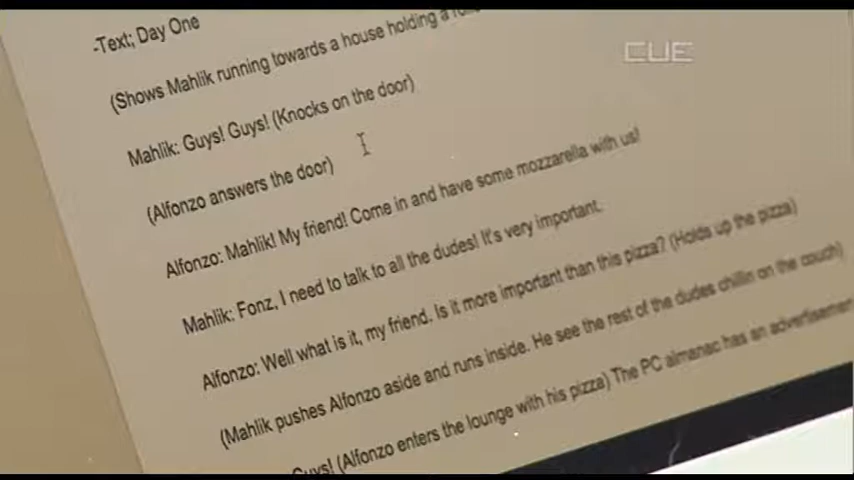 -Text; Day One
(Shows Mahlik running towards a house holding a
CUE
Mahlik: Guys! Guys! (Knocks on the door)
(Alfonzo answers the door)
Alfonzo: Mahlik! My friend! Come in and have some mozzarella with us!
Mahlik: Fonz, I need to talk to all the dudes! It's very important.
Alfonzo: Well what is it, my friend. Is it more important than this pizza? (Holds up the pizza)
(Mahlik pushes Alfonzo aside and runs inside. He see the rest of the dudes chillin on the couch)
Guys! (Alfonzo enters the lounge with his pizza) The PC almanac has an advertisement